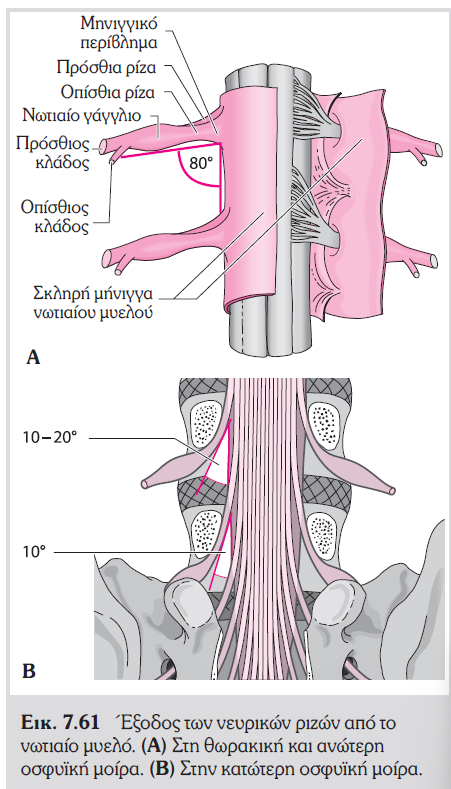 Μηνιγγικό
περίβλημα
Πρόσθια ρίζα
Οπίσθια ρίζα
Νωτιαίο γάγγλιο
Πρόσθιος
κλάδος
80°
Οπίσθιος
κλάδος
Σκληρή μήνιγγα
νωτιαίου μυελού
A
10–20°
10°
B
Εικ. 7.61 Έξοδος των νευρικών ριζών από το
νωτιαίο μυελό. (A) Στη θωρακική και ανώτερη
οσφυϊκή μοίρα. (B) Στην κατώτερη οσφυϊκή μοίρα.